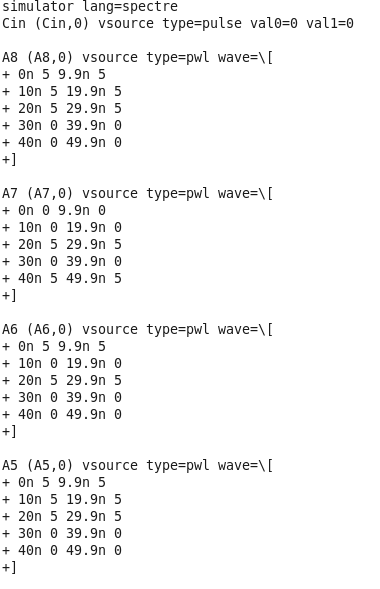 simulator lang=spectre
Cin (Cin,0) vsource type=pulse val0=0 val1=0
A8 (A8,0) vsource type=pwl wave=\[
+ 0n 5 9.9n 5
+ 10n 5 19.9n 5
+ 20n 5 29.9n 5
+ 30n 0 39.9n 0
+ 40n 0 49.9n 0
+]
A7 (A7,0) vsource type=pwl wave=\[
+ 0n 0 9.9n 0
+ 10n 0 19.9n 0
+ 20n 5 29.9n 5
+ 30n 0 39.9n 0
+ 40n 5 49.9n 5
+]
A6 (A6,0) vsource type=pwl wave=\[
+ 0n 5 9.9n 5
+ 10n 0 19.9n 0
+ 20n 5 29.9n 5
+ 30n 0 39.9n 0
+ 40n 0 49.9n 0
+]
A5 (A5,0) vsource type=pwl wave=\[
+ 0n 5 9.9n 5
+ 10n 5 19.9n 5
+ 20n 5 29.9n 5
+ 30n 0 39.9n 0
+ 40n 0 49.9n 0
+]